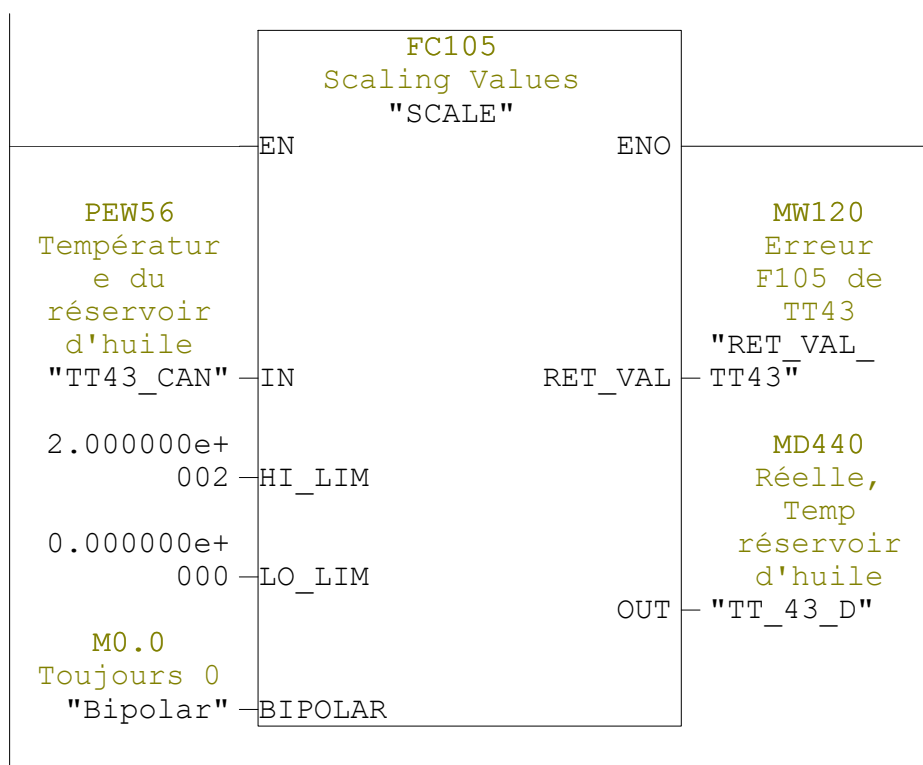 FC105
Scaling Values
"SCALE"
EN
ENO
PEW56
Températur
e du
réservoir
d'huile
"TT43_CAN"
IN
MW120
Erreur
F105 de
TT43
"RET_VAL_
TT43"
RET_VAL
2.000000e+
002
HI_LIM
0.000000e+
000
LO_LIM
MD440
Réelle,
Temp
réservoir
d'huile
"TT_43_D"
OUT
M0.0
Toujours 0
"Bipolar"
BIPOLAR